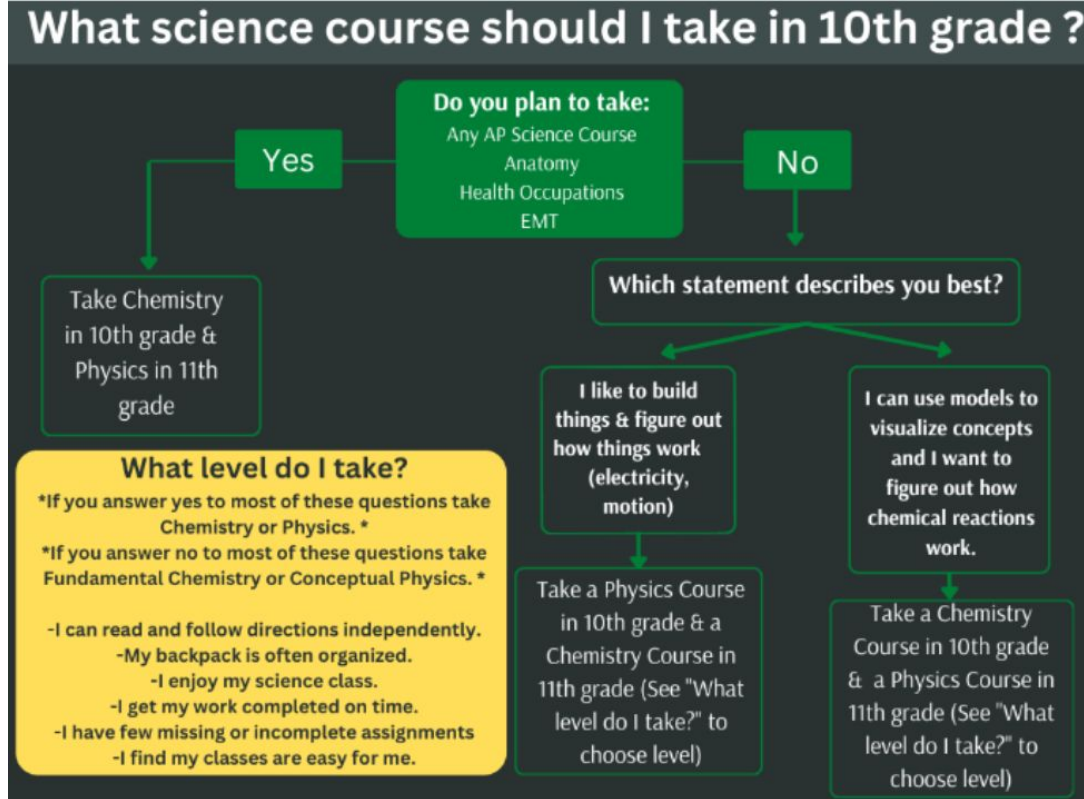 What science course should I take in 10th grade ?
Do you plan to take:
Any AP Science Course
Anatomy
Health Occupations
EMT
Yes
No
Take Chemistry
in 10th grade &
Physics in 11th
grade
Which statement describes you best?
I like to build
things & figure out
how things work
(electricity,
motion)
I can use models to
visualize concepts
and I want to
figure out how
chemical reactions
work.
Take a Physics Course
in 10th grade & a
Chemistry Course in
11th grade (See "What
level do I take?" to
choose level)
Take a Chemistry
Course in 10th grade
& a Physics Course in
11th grade (See "What
level do I take?" to
choose level)
What level do I take?
*If you answer yes to most of these questions take
Chemistry or Physics. *
*If you answer no to most of these questions take
Fundamental Chemistry or Conceptual Physics. *
-I can read and follow directions independently.
-My backpack is often organized.
-I enjoy my science class.
-I get my work completed on time.
-I have few missing or incomplete assignments
-I find my classes are easy for me.